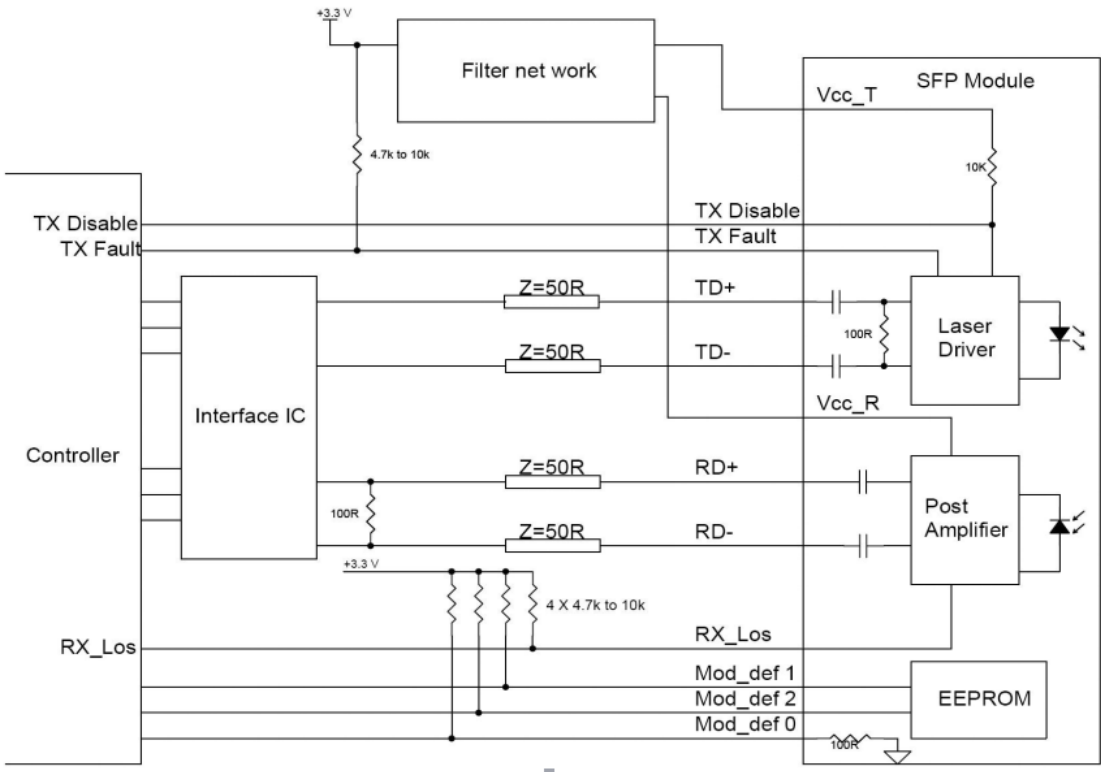 +3.3 V
Filter net work
SFP Module
Vcc_T
4.7k to 10k
10K
TX Disable
TX Disable
TX Fault
TX Fault
Z=50R
TD+
100R
Laser
Driver
Z=50R
TD-
Interface IC
Vcc_R
Controller
Z=50R
RD+
100R
Post
Amplifier
Z=50R
RD-
+3.3 V
4 X 4.7k to 10k
RX_Los
RX_Los
Mod_def 1
Mod_def 2
EEPROM
Mod_def 0
100R